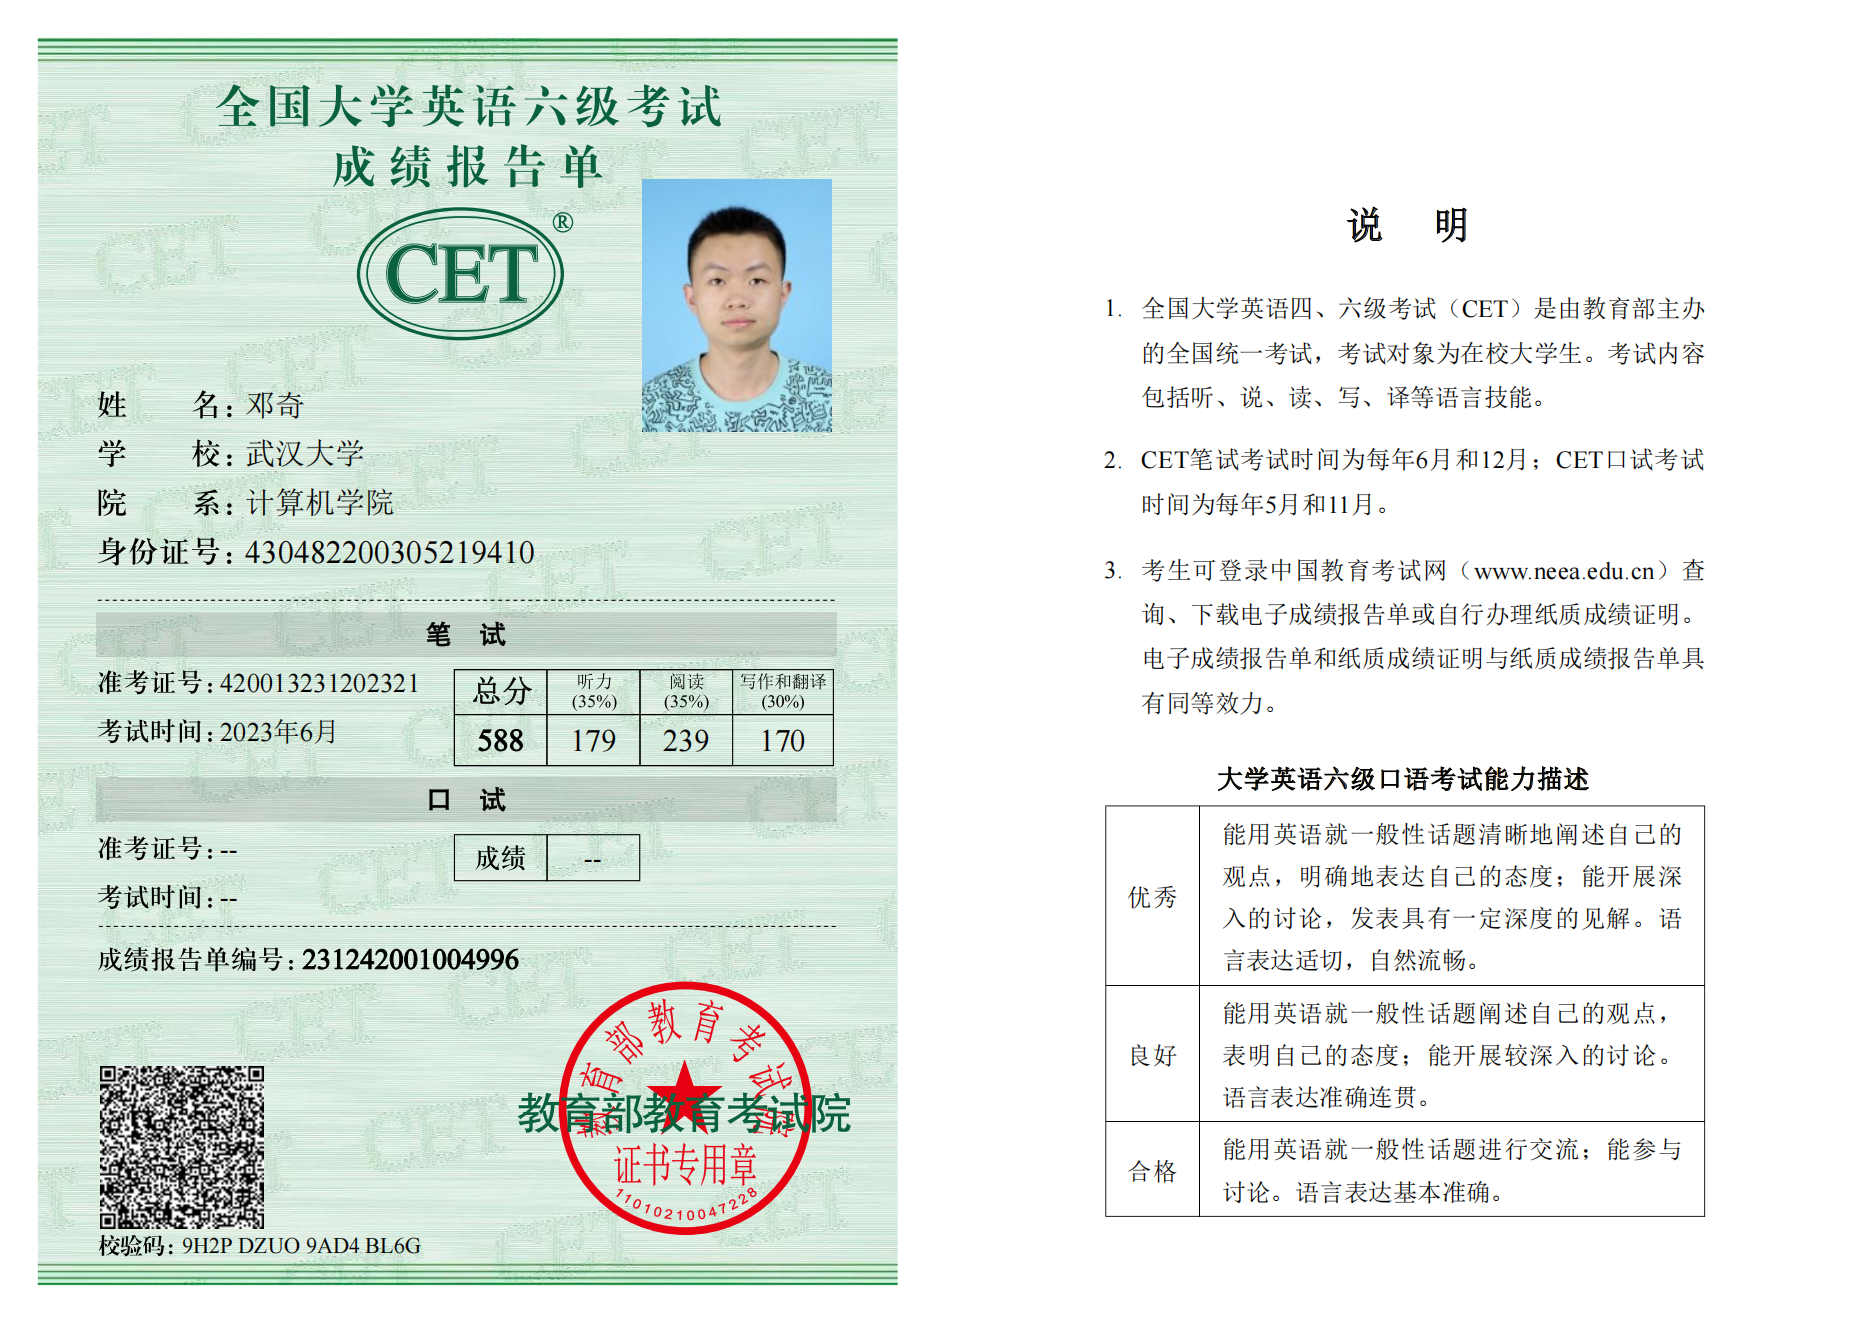 全国大学英语六级考试
成绩报告单
CET®
姓 名：邓奇
学 校：武汉大学
院 系：计算机学院
身份证号：430482200305219410
笔 试
准考证号：420013231202321
考试时间：2023年6月
总分 听力(35%) 阅读(35%) 写作和翻译(30%)
588 179 239 170
口 试
准考证号：--
考试时间：--
成绩 --
成绩报告单编号：231242001004996
教育部教育考试院
教育部教育考试院
证书专用章
11010210047228
校验码：9H2P DZUO 9AD4 BL6G
说 明
1. 全国大学英语四、六级考试（CET）是由教育部主办
的全国统一考试，考试对象为在校大学生。考试内容
包括听、说、读、写、译等语言技能。
2. CET笔试考试时间为每年6月和12月；CET口试考试
时间为每年5月和11月。
3. 考生可登录中国教育考试网（www.neea.edu.cn）查
询、下载电子成绩报告单或自行办理纸质成绩证明。
电子成绩报告单和纸质成绩证明与纸质成绩报告单具
有同等效力。
大学英语六级口语考试能力描述
优秀
能用英语就一般性话题清晰地阐述自己的
观点，明确地表达自己的态度；能开展深
入的讨论，发表具有一定深度的见解。语
言表达适切，自然流畅。
良好
能用英语就一般性话题阐述自己的观点，
表明自己的态度；能开展较深入的讨论。
语言表达准确连贯。
合格
能用英语就一般性话题进行交流；能参与
讨论。语言表达基本准确。